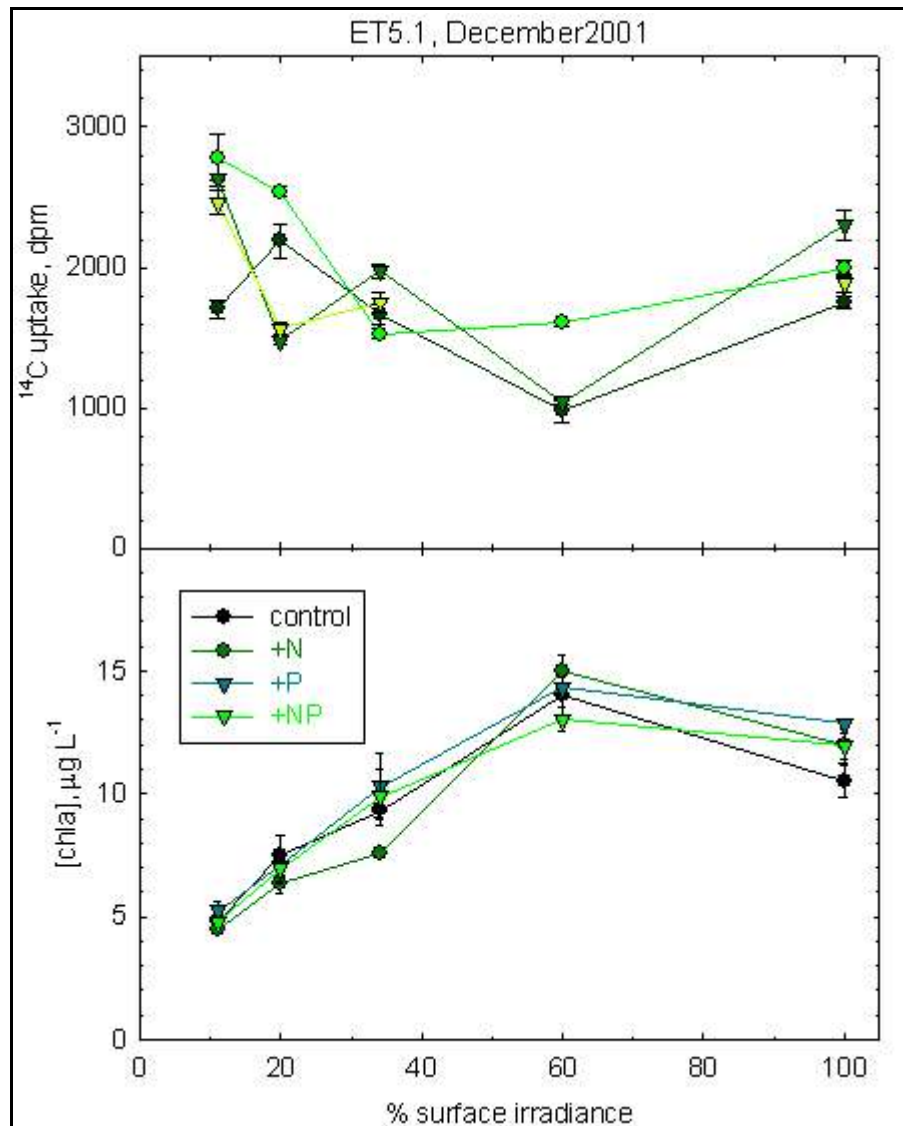 ET5.1, December2001
3000
2000
1000
0
¹⁴C uptake, dpm
control
+N
+P
+NP
15
10
5
0
[chla], µg L⁻¹
0 20 40 60 80 100
% surface irradiance